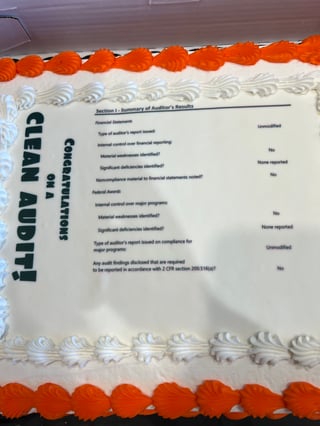 CONGRATULATIONS
ON A
CLEAN AUDIT!
Section I - Summary of Auditor's Results
Financial Statements
Type of auditor's report issued: Unmodified
Internal control over financial reporting:
Material weaknesses identified? No
Significant deficiencies identified? None reported
Noncompliance material to financial statements noted? No
Federal Awards
Internal control over major programs:
Material weaknesses identified? No
Significant deficiencies identified? None reported
Type of auditor's report issued on compliance for
major programs: Unmodified
Any audit findings disclosed that are required
to be reported in accordance with 2 CFR section 200.516(a)? No